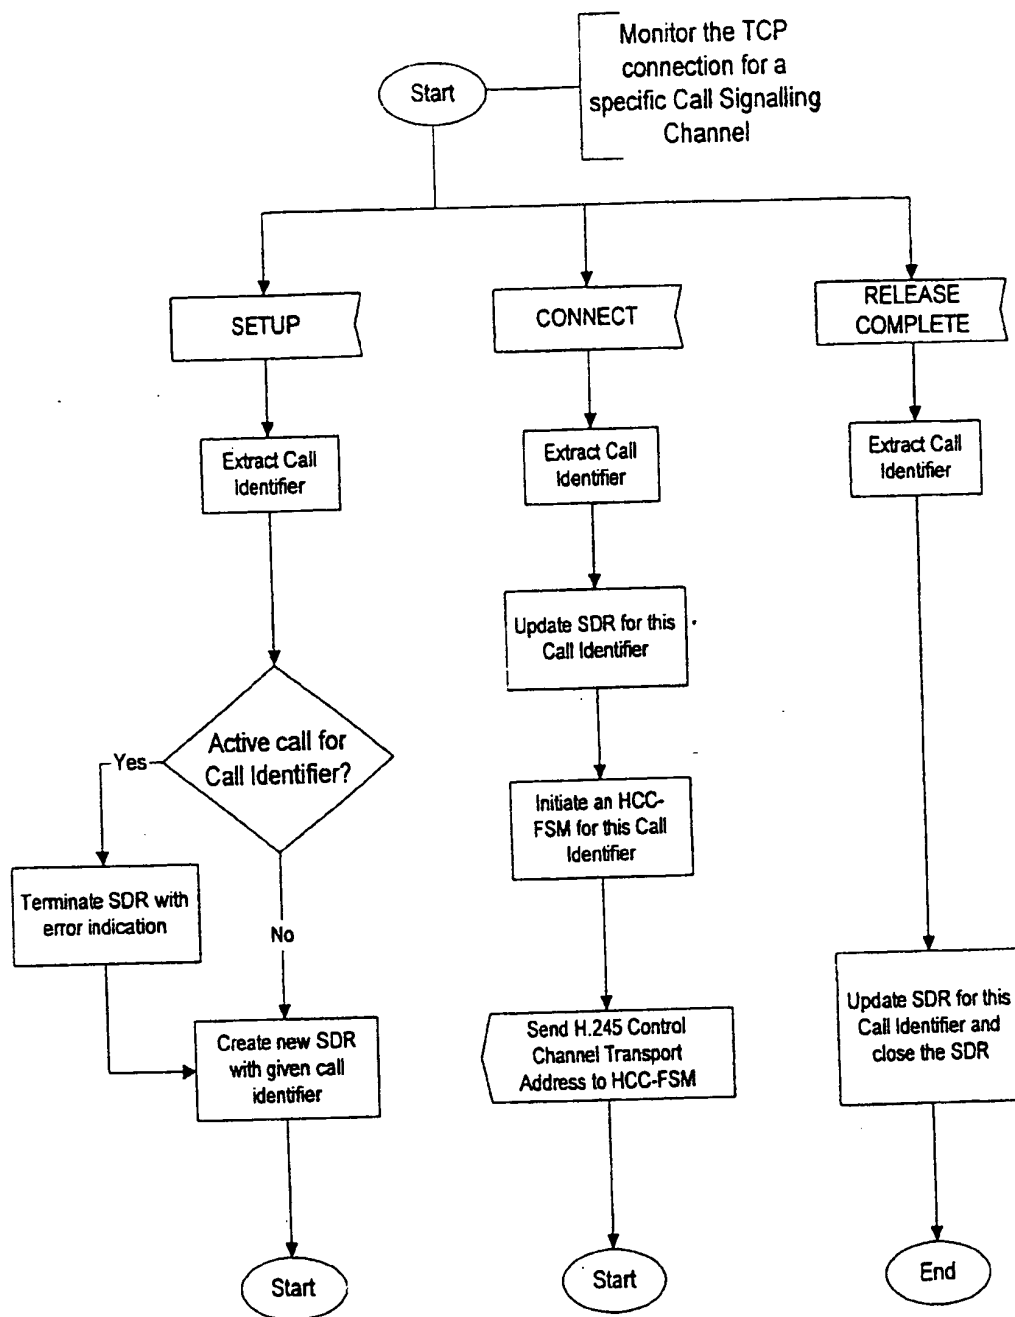 Start
Monitor the TCP
connection for a
specific Call Signalling
Channel
SETUP
CONNECT
RELEASE
COMPLETE
Extract Call
Identifier
Extract Call
Identifier
Extract Call
Identifier
Update SDR for this
Call Identifier
Active call for
Call Identifier?
Yes
No
Initiate an HCC-
FSM for this Call
Identifier
Terminate SDR with
error indication
Create new SDR
with given call
identifier
Send H.245 Control
Channel Transport
Address to HCC-FSM
Update SDR for this
Call Identifier and
close the SDR
Start
Start
End